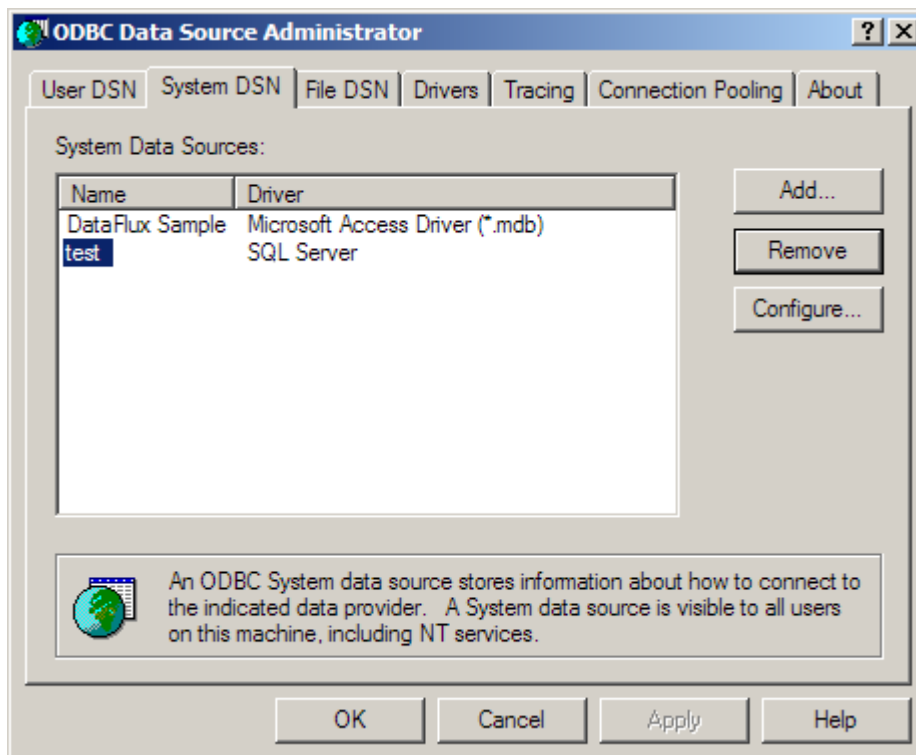 ODBC Data Source Administrator
User DSN System DSN File DSN Drivers Tracing Connection Pooling About
System Data Sources:
Name Driver
DataFlux Sample Microsoft Access Driver (*.mdb)
test SQL Server
Add...
Remove
Configure...
An ODBC System data source stores information about how to connect to
the indicated data provider. A System data source is visible to all users
on this machine, including NT services.
OK Cancel Apply Help